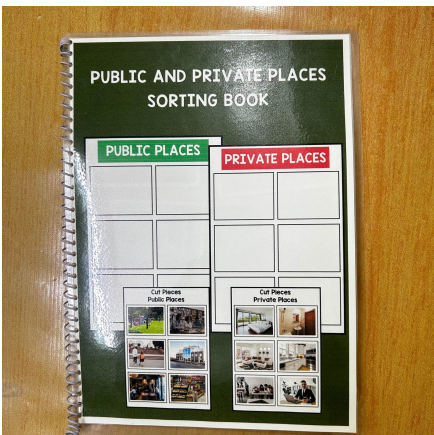 PUBLIC AND PRIVATE PLACES
SORTING BOOK
PUBLIC PLACES
PRIVATE PLACES
Cut Pieces
Public Places
Cut Pieces
Private Places